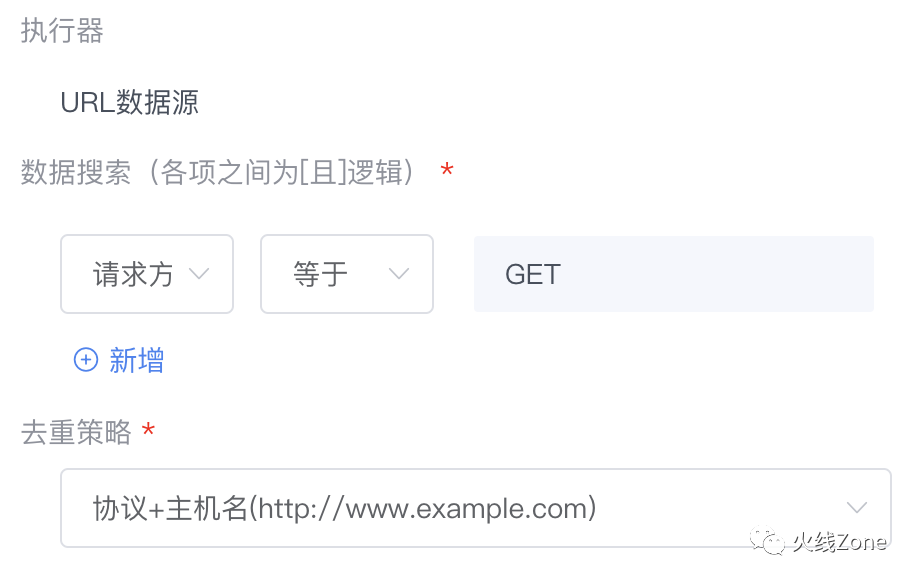 执行器
URL数据源
数据搜索（各项之间为[且]逻辑） *
请求方 等于 GET
新增
去重策略 *
协议+主机名(http://www.example.com)
火线Zone